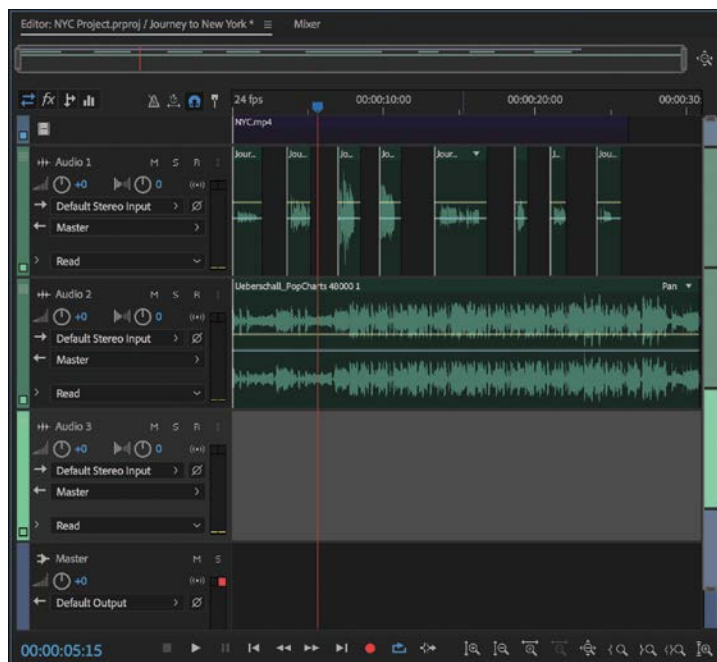 Editor: NYC Project.prproj / Journey to New York * Mixer
fx 24 fps 00:00:10:00 00:00:20:00 00:00:30:
NYC.mp4
Audio 1 M S R I Jour... Jou... Jo... Jo... Jour... J... Jou...
+0 0
Default Stereo Input
Master
Read
Audio 2 M S R I Ueberschall_PopCharts 48000 1 Pan
+0 0
Default Stereo Input
Master
Read
Audio 3 M S R I
+0 0
Default Stereo Input
Master
Read
Master M S
+0
Default Output
00:00:05:15